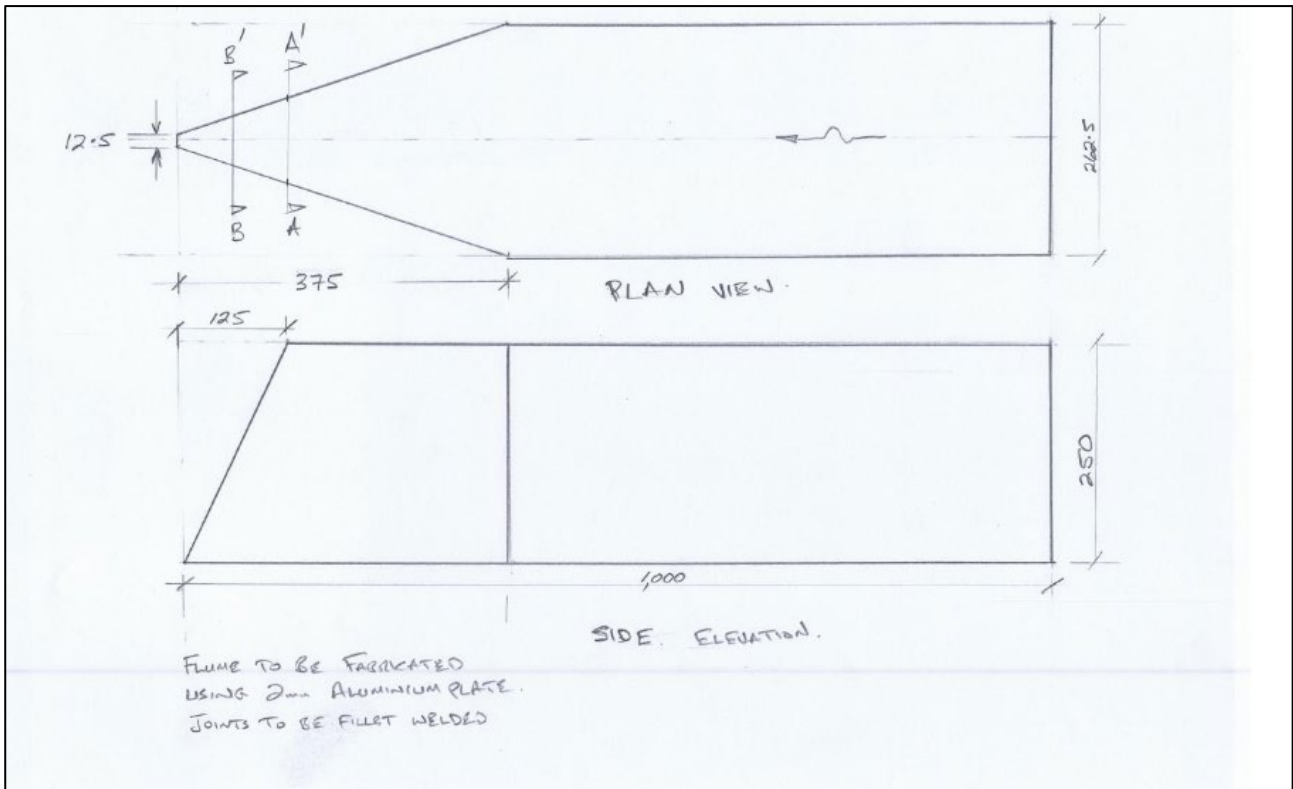 B'
A'
12.5
262.5
B
A
375
PLAN VIEW.
125
250
1,000
SIDE. ELEVATION.
FLUME TO BE FABRICATED
USING 2mm ALUMINIUM PLATE.
JOINTS TO BE FILLET WELDED